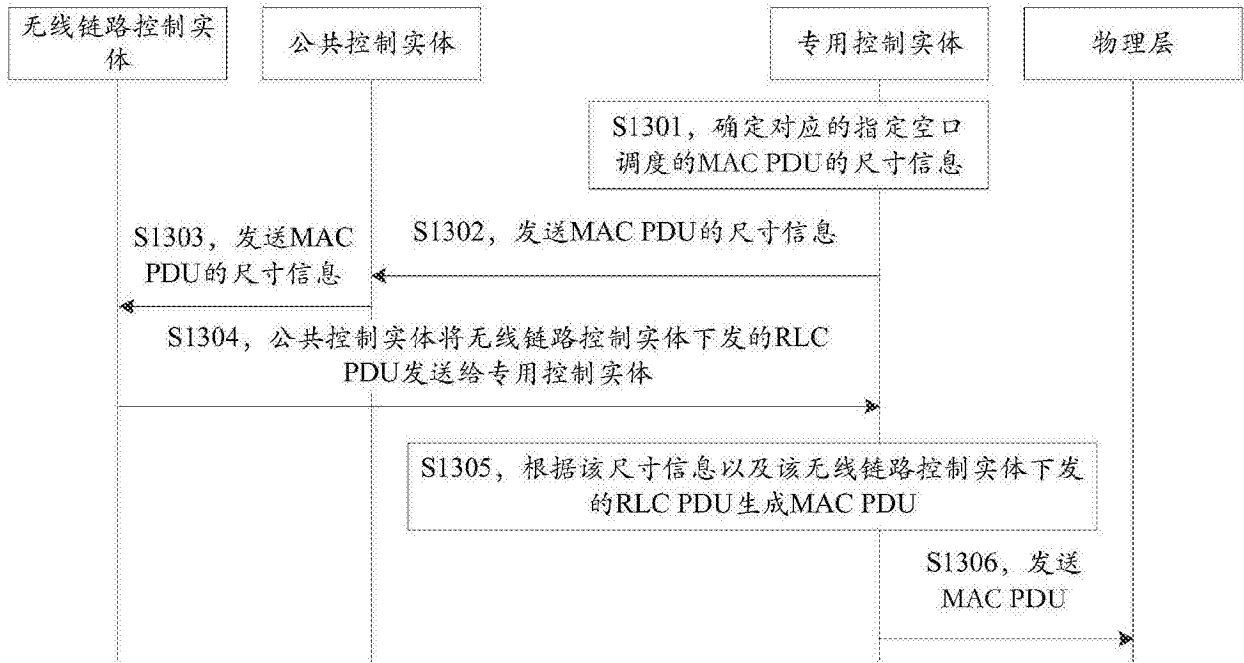 无线链路控制实
体
公共控制实体
专用控制实体
物理层
S1301，确定对应的指定空口
调度的MAC PDU的尺寸信息
S1302，发送MAC PDU的尺寸信息
S1303，发送MAC
PDU的尺寸信息
S1304，公共控制实体将无线链路控制实体下发的RLC
PDU发送给专用控制实体
S1305，根据该尺寸信息以及该无线链路控制实体下发
的RLC PDU生成MAC PDU
S1306，发送
MAC PDU